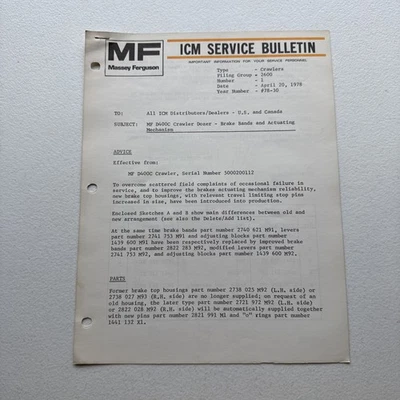 MF
Massey Ferguson
ICM SERVICE BULLETIN
IMPORTANT INFORMATION FOR YOUR SERVICE PERSONNEL
Type - Crawlers
Filing Group - 2600
Number - 1
Date - April 20, 1978
Year Number - #78-30
TO: All ICM Distributors/Dealers - U.S. and Canada
SUBJECT: MF D400C Crawler Dozer - Brake Bands and Actuating
Mechanism
ADVICE
Effective from:
MF D400C Crawler, Serial Number 5000200112
To overcome scattered field complaints of occasional failure in
service, and to improve the brakes actuating mechanism reliability,
new brake top housings, with relevant travel limiting stop pins
increased in size, have been introduced into production.
Enclosed Sketches A and B show main differences between old and
new arrangement (see also the Delete/Add list).
At the same time brake bands part number 2740 621 M91, levers
part number 2741 753 M91 and adjusting blocks part number
1439 600 M91 have been respectively replaced by improved brake
bands part number 2822 283 M92, modified levers part number
2741 753 M92, and adjusting blocks part number 1439 600 M92.
PARTS
Former brake top housings part number 2738 025 M92 (L.H. side) or
2738 027 M93 (R.H. side) are no longer supplied; on request of an
old housing, the later type part number 2721 972 M92 (L.H. side)
or 2822 028 M92 (R.H. side) will be automatically supplied together
with new pins part number 2821 991 M1 and "O" rings part number
1441 132 X1.